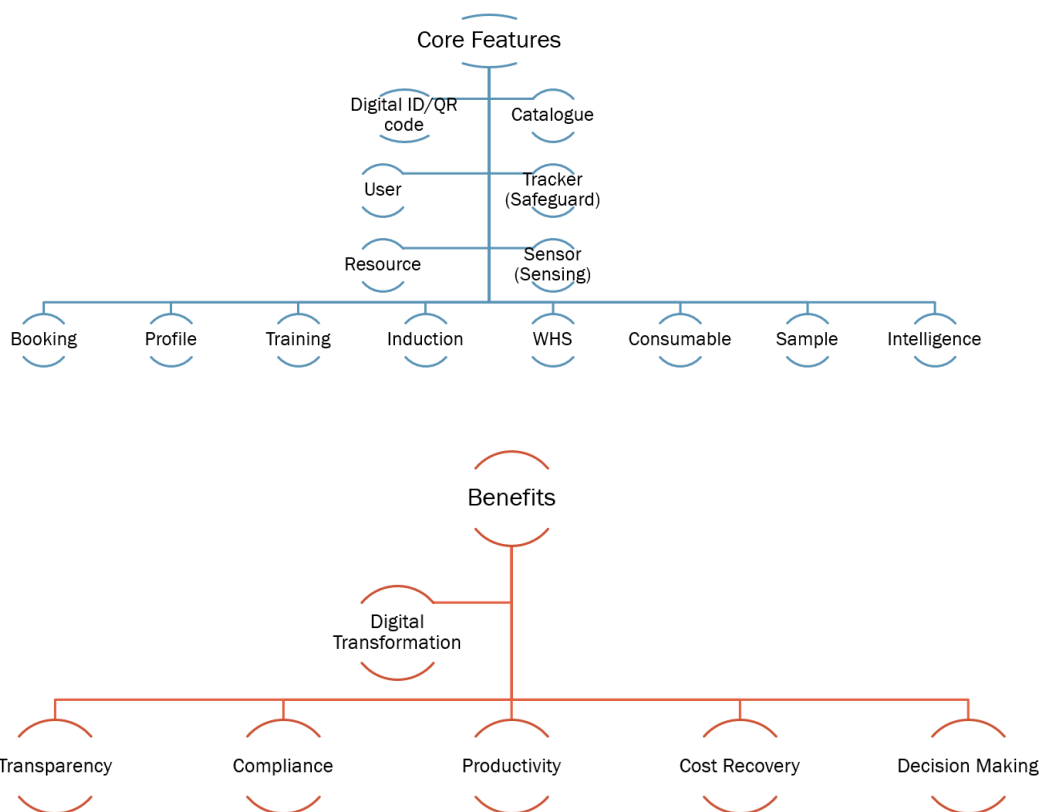 Core Features
Digital ID/QR
code
Catalogue
User
Tracker
(Safeguard)
Resource
Sensor
(Sensing)
Booking
Profile
Training
Induction
WHS
Consumable
Sample
Intelligence
Benefits
Digital
Transformation
Transparency
Compliance
Productivity
Cost Recovery
Decision Making